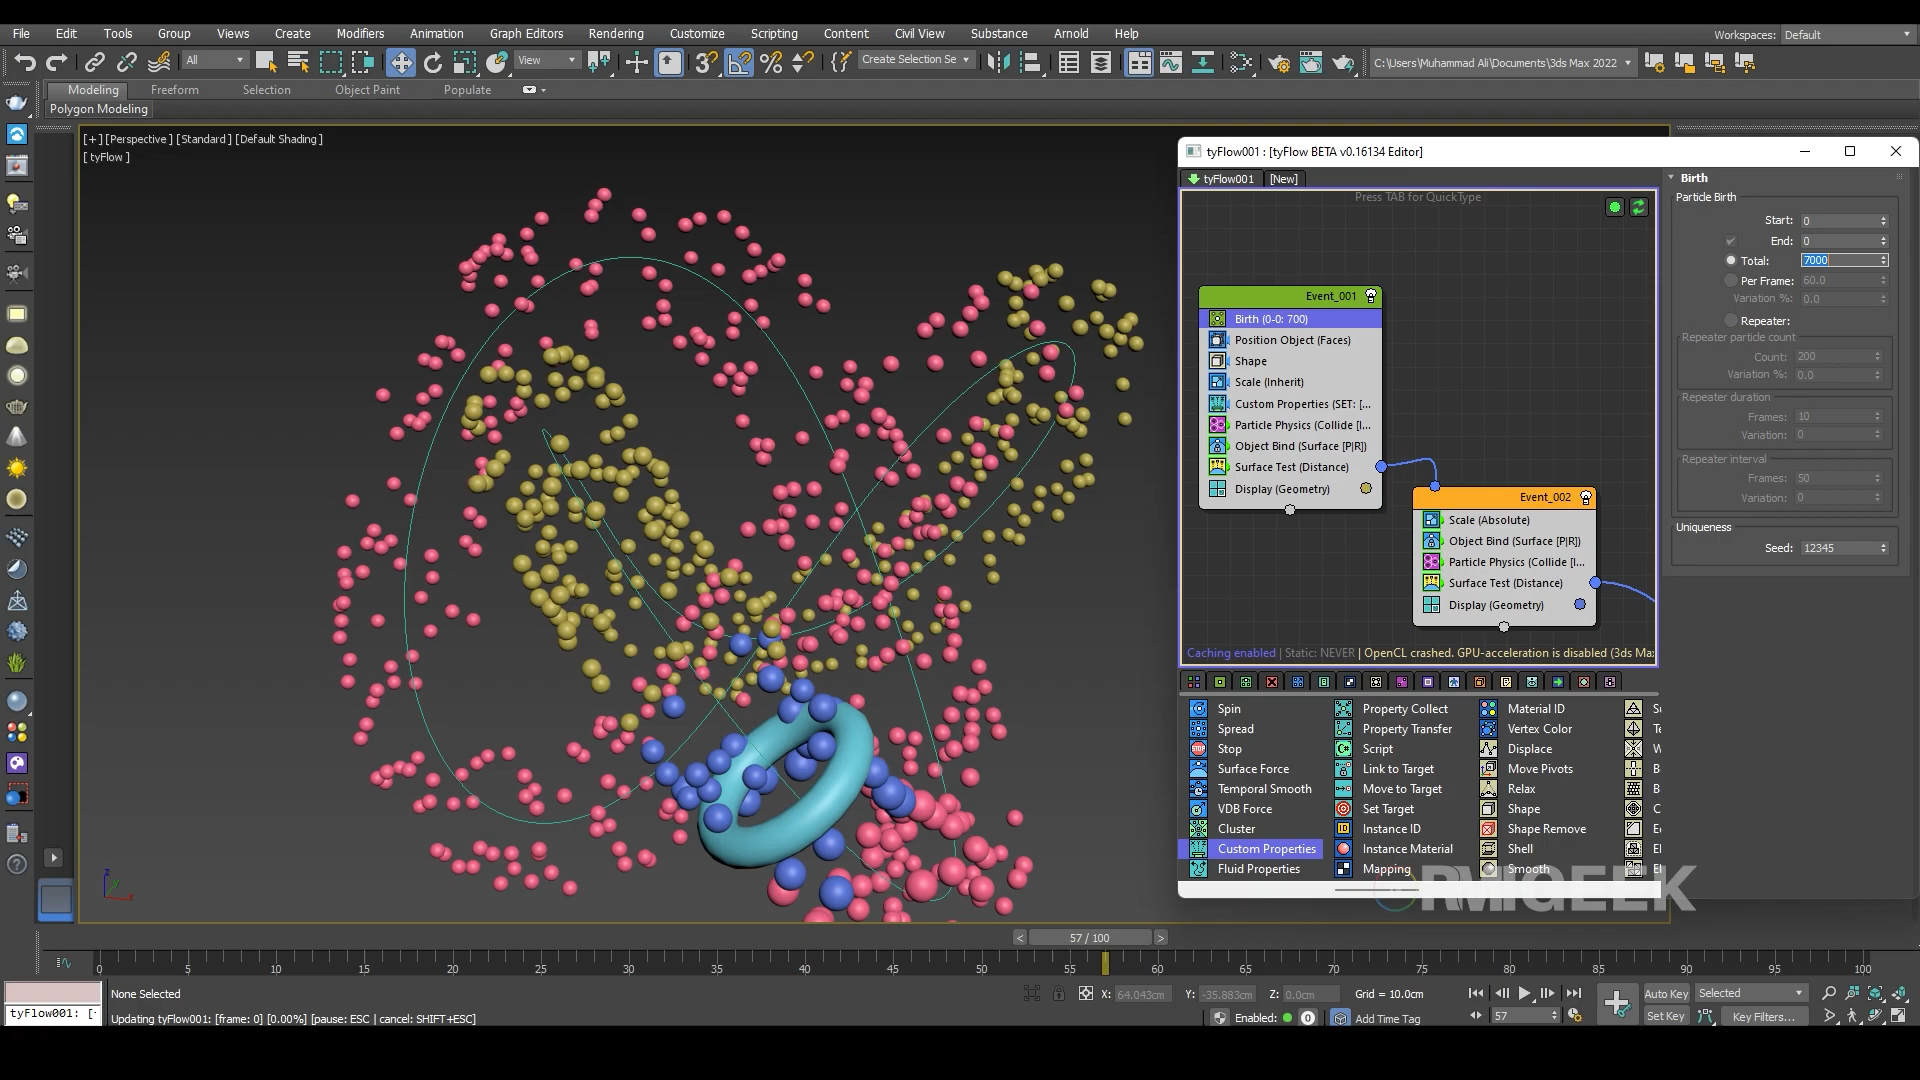 File Edit Tools Group Views Create Modifiers Animation Graph Editors Rendering Customize Scripting Content Civil View Substance Arnold Help
Workspaces: Default
All
View
Create Selection Se
C:\Users\Muhammad Ali\Documents\3ds Max 2022
Modeling Freeform Selection Object Paint Populate
Polygon Modeling
[+] [Perspective ] [Standard ] [Default Shading ]
[ tyFlow ]
tyFlow001 : [tyFlow BETA v0.16134 Editor]
tyFlow001 [New]
Press TAB for QuickType
Event_001
Birth (0-0: 700)
Position Object (Faces)
Shape
Scale (Inherit)
Custom Properties (SET: [...
Particle Physics (Collide [I...
Object Bind (Surface [P|R])
Surface Test (Distance)
Display (Geometry)
Event_002
Scale (Absolute)
Object Bind (Surface [P|R])
Particle Physics (Collide [I...
Surface Test (Distance)
Display (Geometry)
Caching enabled | Static: NEVER | OpenCL crashed. GPU-acceleration is disabled (3ds Ma
Birth
Particle Birth
Start: 0
End: 0
Total: 7000
Per Frame: 60.0
Variation %: 0.0
Repeater:
Repeater particle count
Count: 200
Variation %: 0.0
Repeater duration
Frames: 10
Variation: 0
Repeater interval
Frames: 50
Variation: 0
Uniqueness
Seed: 12345
Spin Property Collect Material ID
Spread Property Transfer Vertex Color
Stop Script Displace
Surface Force Link to Target Move Pivots
Temporal Smooth Move to Target Relax
VDB Force Set Target Shape
Cluster Instance ID Shape Remove
Custom Properties Instance Material Shell
Fluid Properties Mapping Smooth
< 57 / 100 >
0 5 10 15 20 25 30 35 40 45 50 55 60 65 70 75 80 85 90 95 100
None Selected
X: 64.043cm Y: -35.883cm Z: 0.0cm Grid = 10.0cm
Auto Key Selected
tyFlow001: [
Updating tyFlow001: [frame: 0] [0.00%] [pause: ESC | cancel: SHIFT+ESC]
Enabled: 0 Add Time Tag
57
Set Key Key Filters...